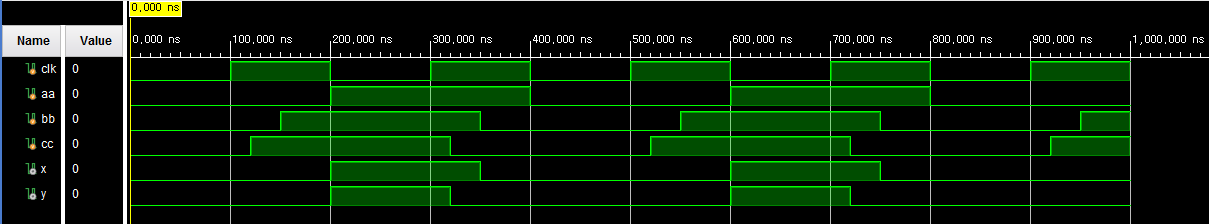 0,000 ns
Name Value
0,000 ns 100,000 ns 200,000 ns 300,000 ns 400,000 ns 500,000 ns 600,000 ns 700,000 ns 800,000 ns 900,000 ns 1,000,000 ns
clk 0
aa 0
bb 0
cc 0
x 0
y 0